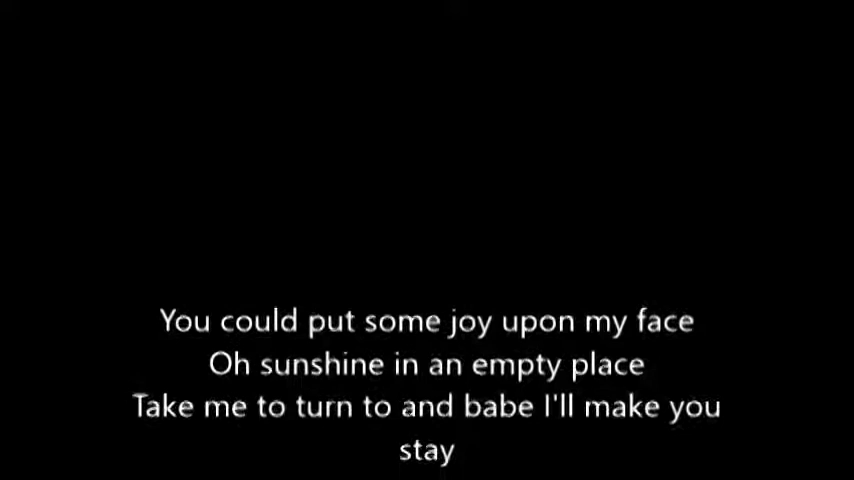 You could put some joy upon my face
Oh sunshine in an empty place
Take me to turn to and babe I'll make you
stay